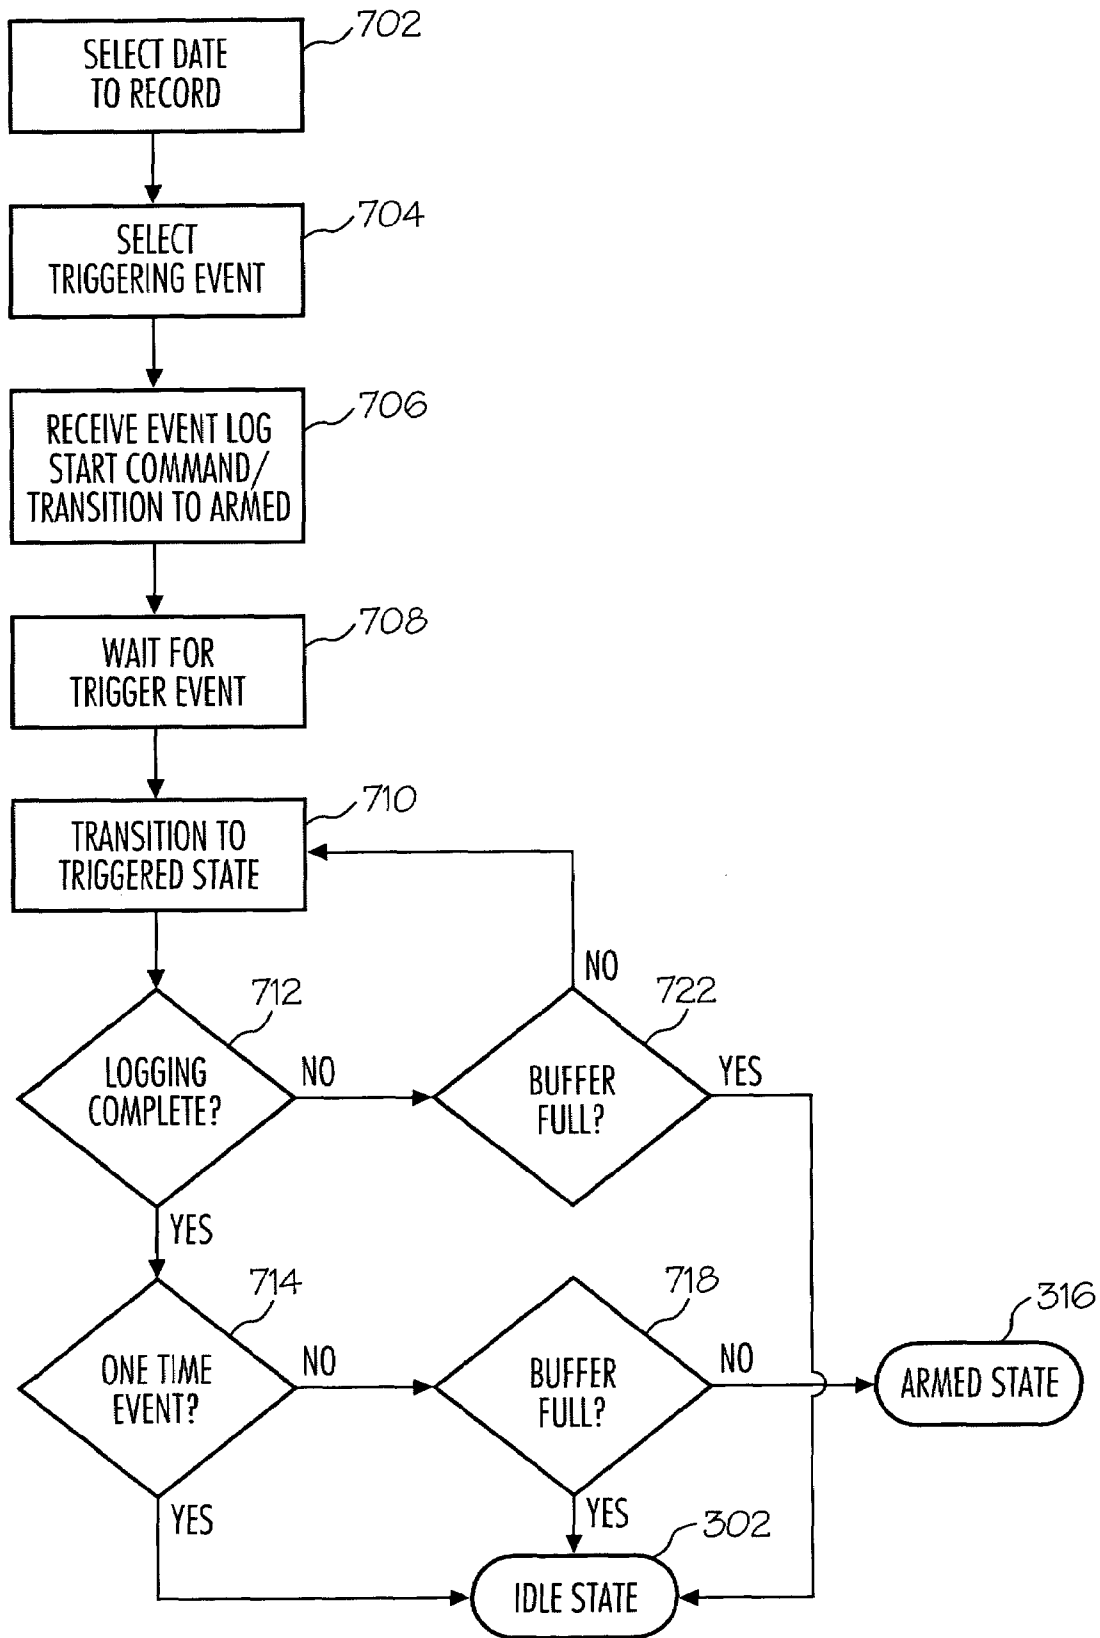 702
SELECT DATE
TO RECORD
704
SELECT
TRIGGERING EVENT
706
RECEIVE EVENT LOG
START COMMAND/
TRANSITION TO ARMED
708
WAIT FOR
TRIGGER EVENT
710
TRANSITION TO
TRIGGERED STATE
NO
712
722
LOGGING
COMPLETE?
NO
BUFFER
FULL?
YES
YES
714
718
316
ONE TIME
EVENT?
NO
BUFFER
FULL?
NO
ARMED STATE
YES
YES
302
IDLE STATE